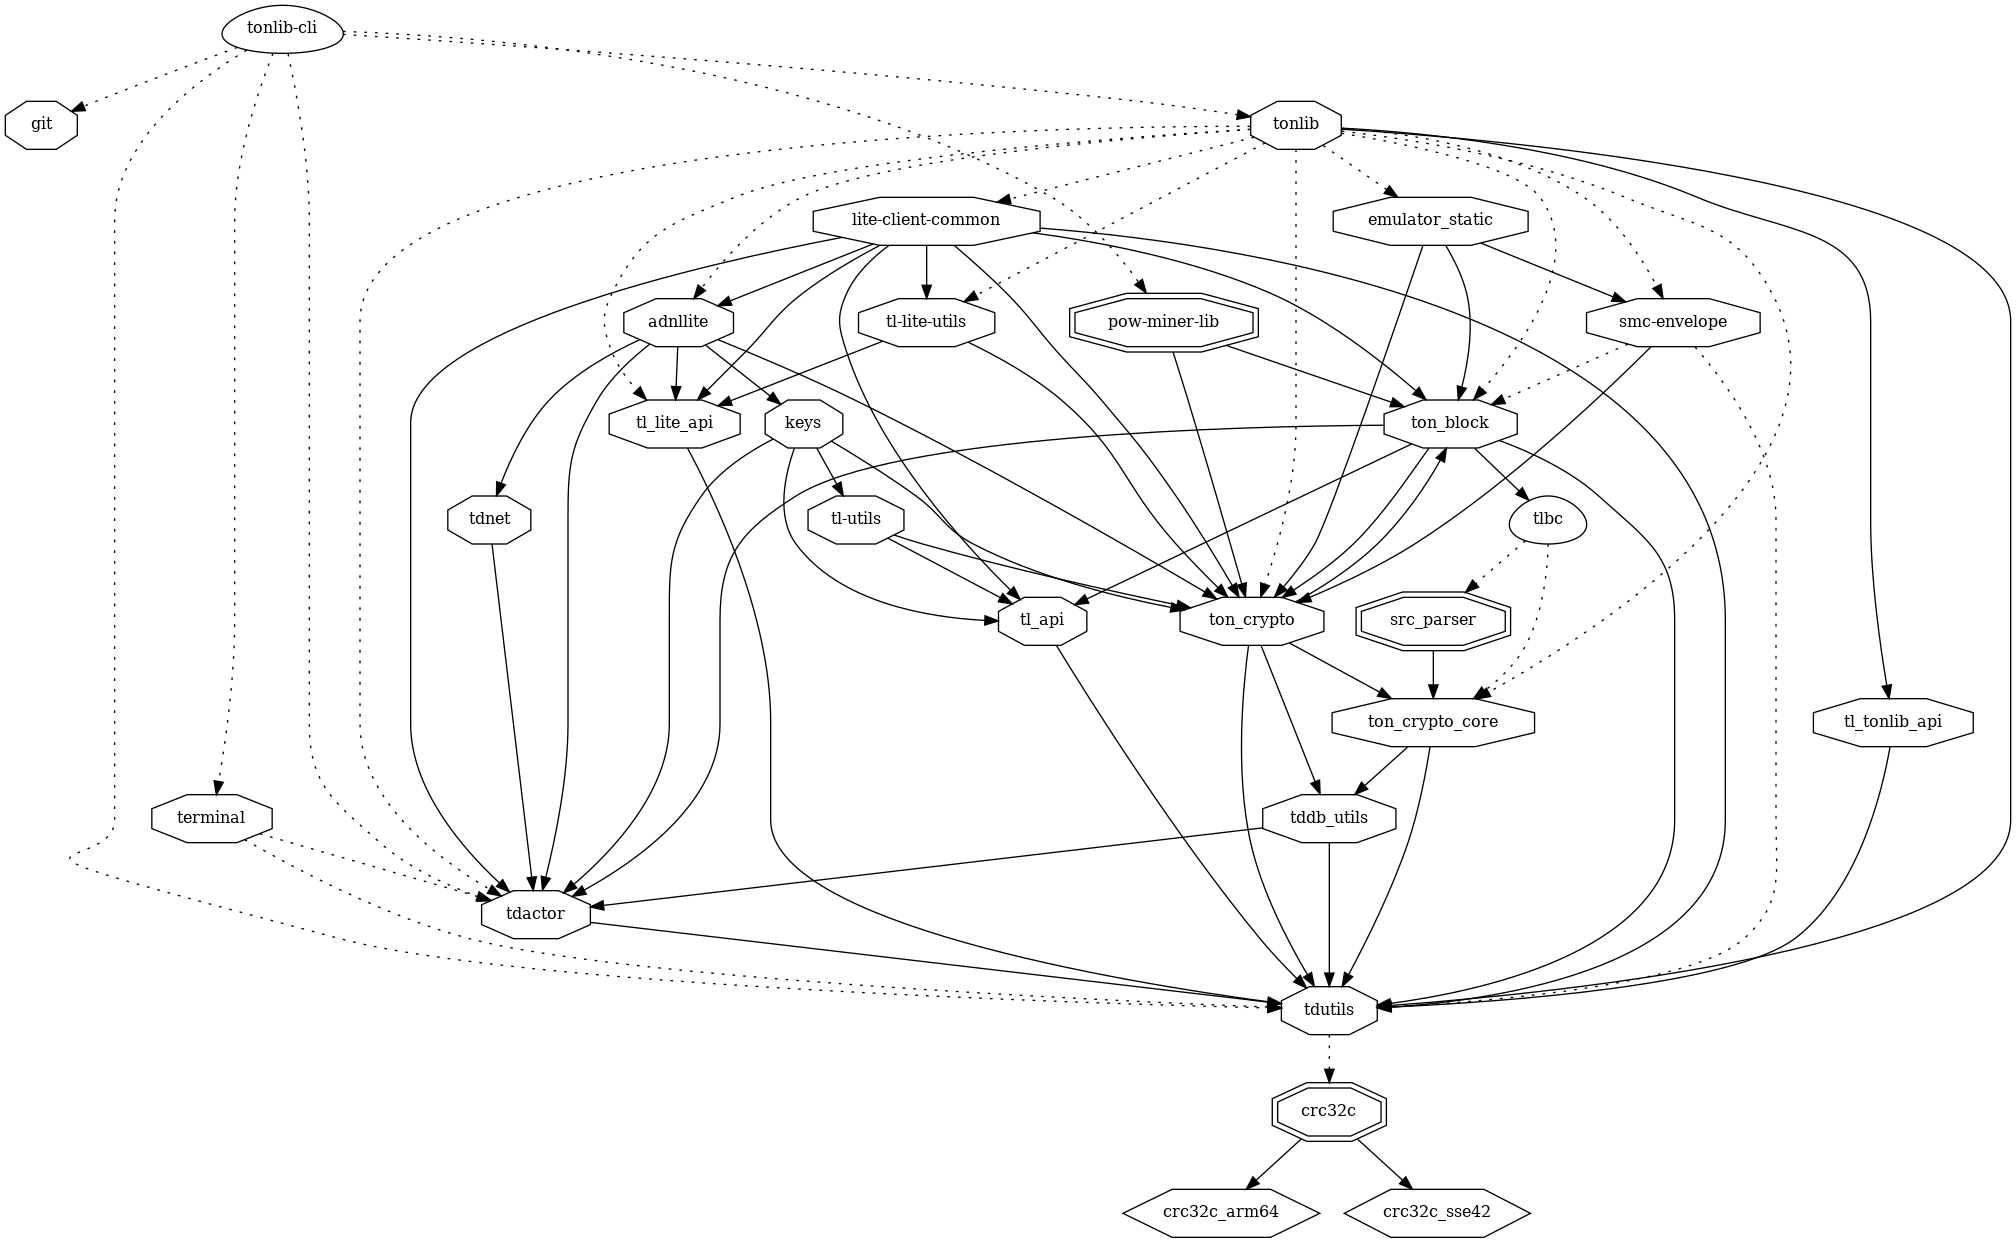 tonlib-cli
git
tonlib
lite-client-common
emulator_static
adnllite
tl-lite-utils
pow-miner-lib
smc-envelope
tl_lite_api
keys
ton_block
tdnet
tl-utils
tlbc
tl_api
ton_crypto
src_parser
ton_crypto_core
tl_tonlib_api
terminal
tddb_utils
tdactor
tdutils
crc32c
crc32c_arm64
crc32c_sse42